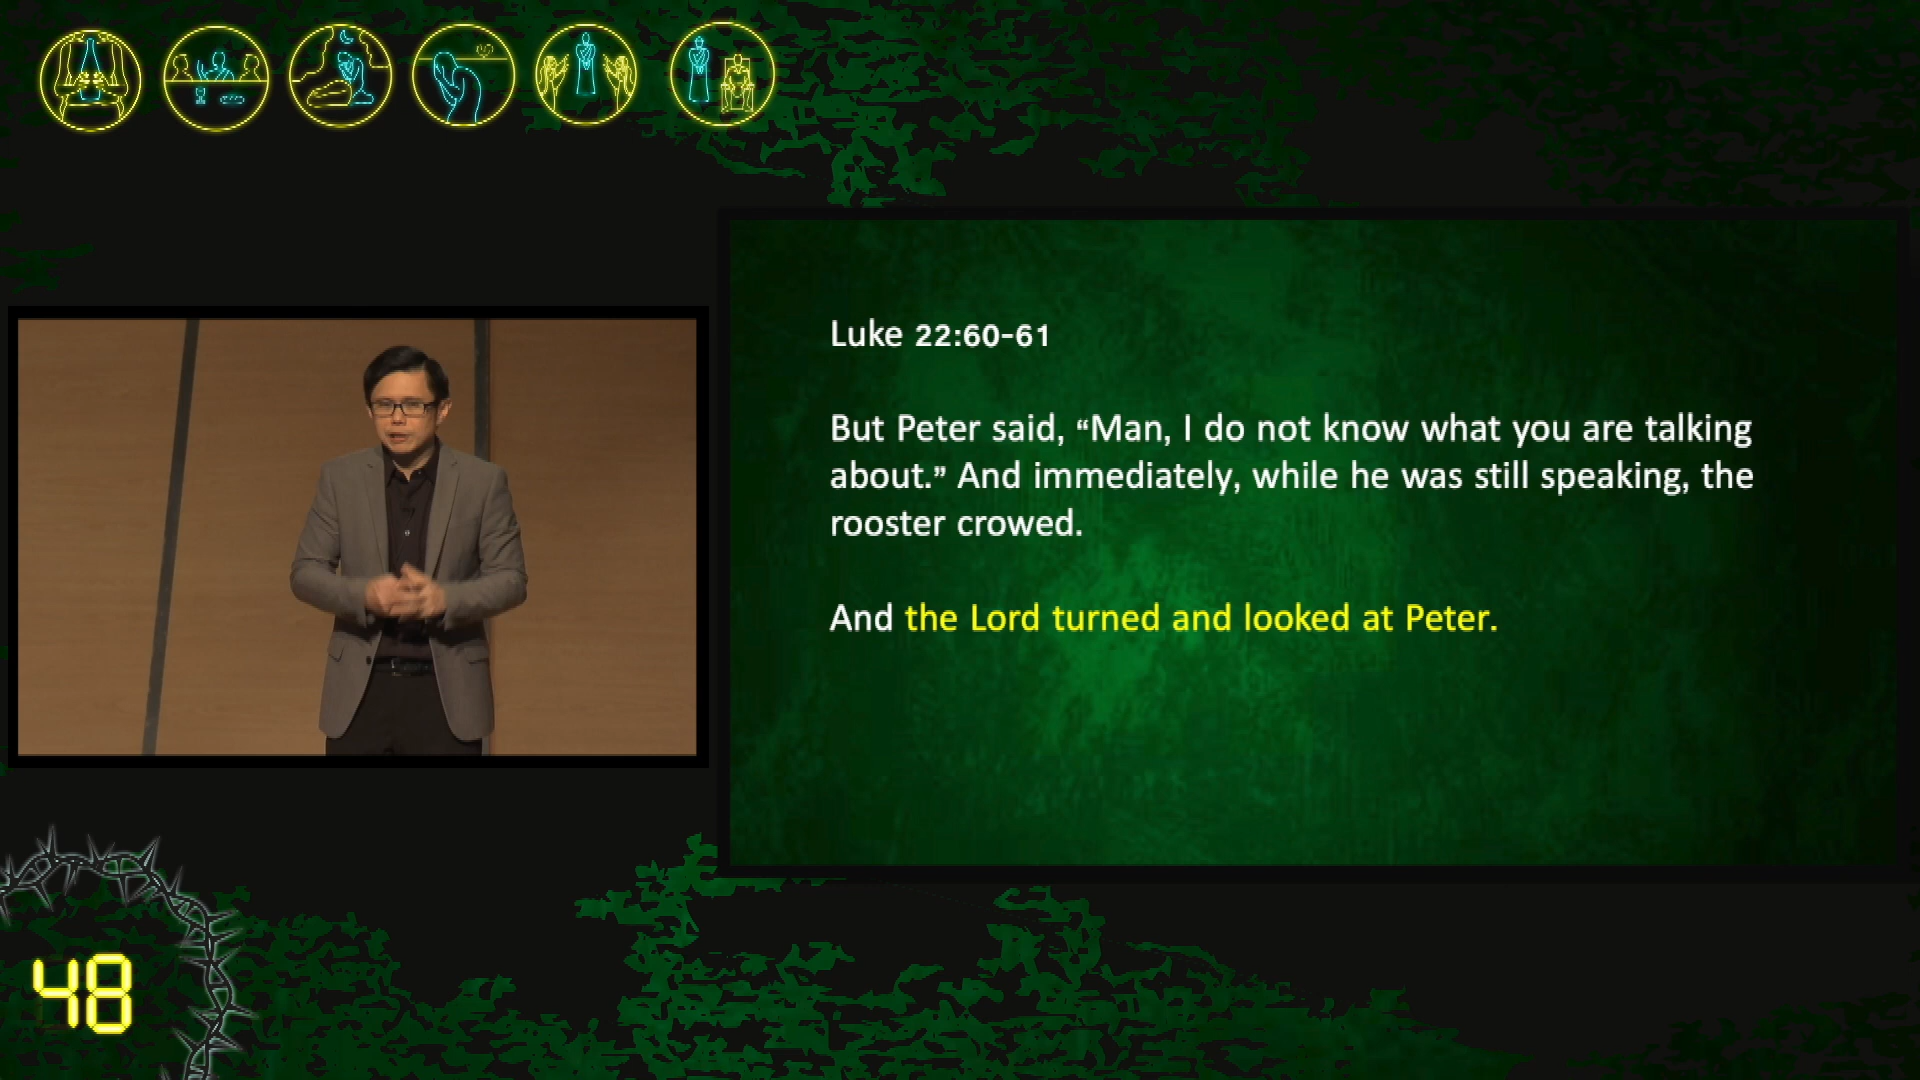 Luke 22:60-61
But Peter said, “Man, I do not know what you are talking
about.” And immediately, while he was still speaking, the
rooster crowed.
And the Lord turned and looked at Peter.
48